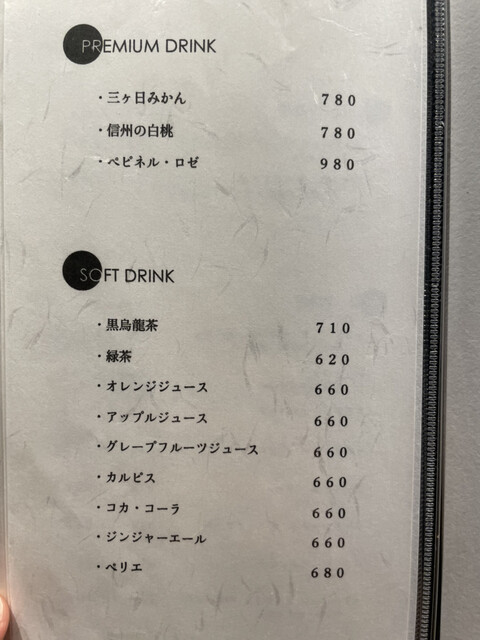 PREMIUM DRINK
・三ヶ日みかん 780
・信州の白桃 780
・ペピネル・ロゼ 980
SOFT DRINK
・黒烏龍茶 710
・緑茶 620
・オレンジジュース 660
・アップルジュース 660
・グレープフルーツジュース 660
・カルピス 660
・コカ・コーラ 660
・ジンジャーエール 660
・ペリエ 680